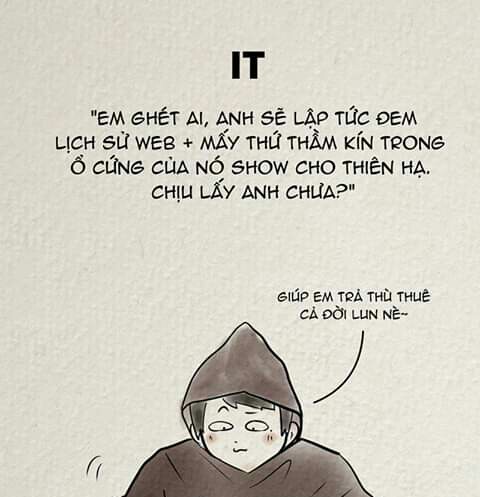 IT
"EM GHÉT AI, ANH SẼ LẬP TỨC ĐEM
LỊCH SỬ WEB + MẤY THỨ THẦM KÍN TRONG
Ổ CỨNG CỦA NÓ SHOW CHO THIÊN HẠ.
CHỊU LẤY ANH CHƯA?"
GIÚP EM TRẢ THÙ THUÊ
CẢ ĐỜI LUN NÈ~